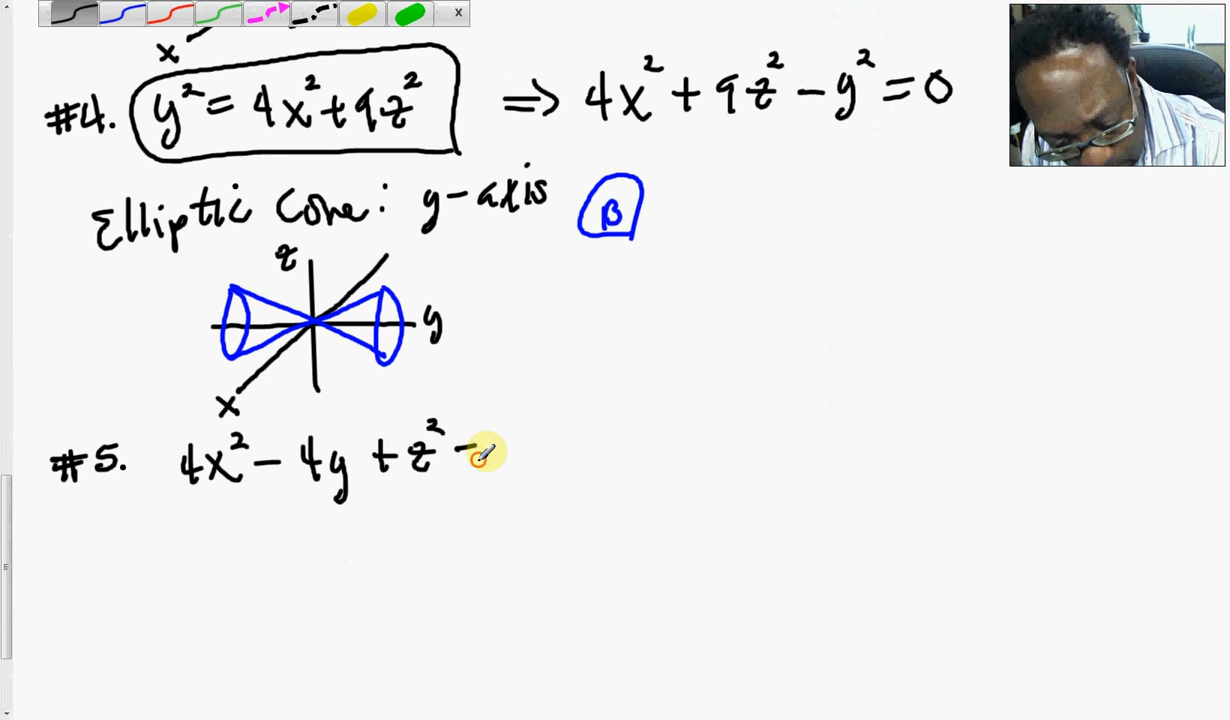 x
x
#4. y² = 4x² + 9z² ⇒ 4x² + 9z² - y² = 0
Elliptic Cone: y-axis B
z
y
x
#5. 4x² - 4y + z² =